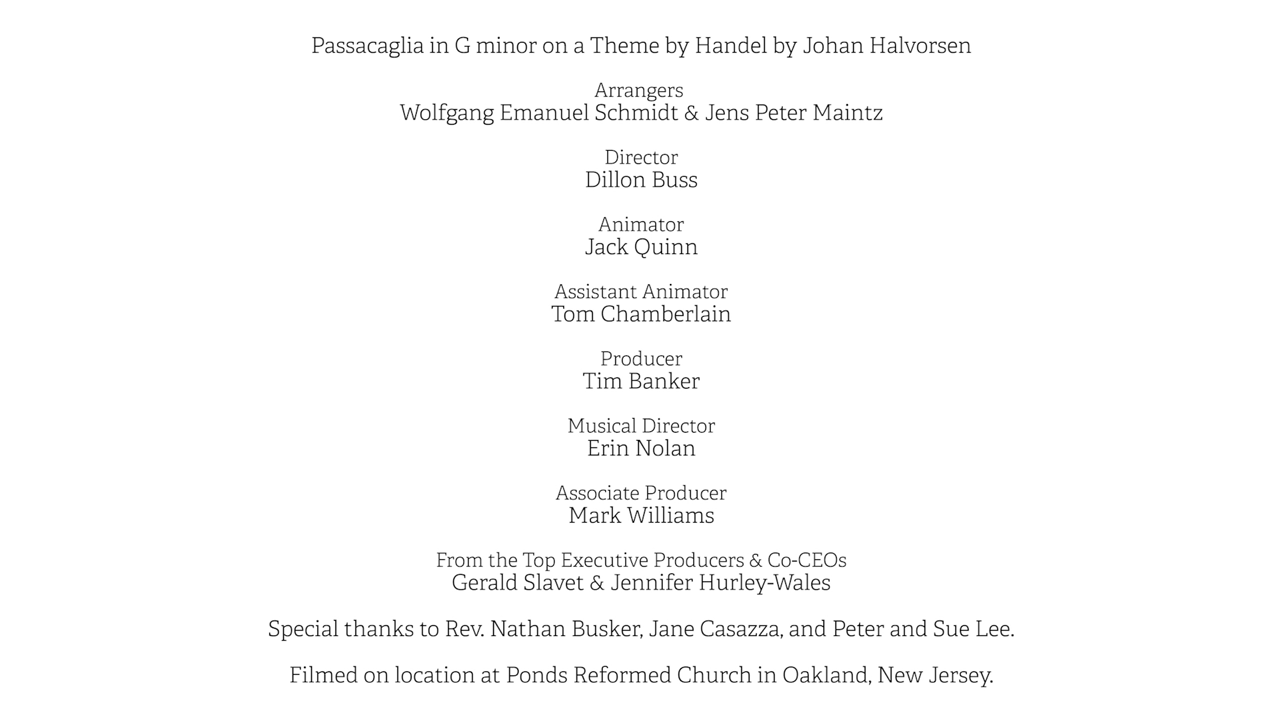 Passacaglia in G minor on a Theme by Handel by Johan Halvorsen
Arrangers
Wolfgang Emanuel Schmidt & Jens Peter Maintz
Director
Dillon Buss
Animator
Jack Quinn
Assistant Animator
Tom Chamberlain
Producer
Tim Banker
Musical Director
Erin Nolan
Associate Producer
Mark Williams
From the Top Executive Producers & Co-CEOs
Gerald Slavet & Jennifer Hurley-Wales
Special thanks to Rev. Nathan Busker, Jane Casazza, and Peter and Sue Lee.
Filmed on location at Ponds Reformed Church in Oakland, New Jersey.